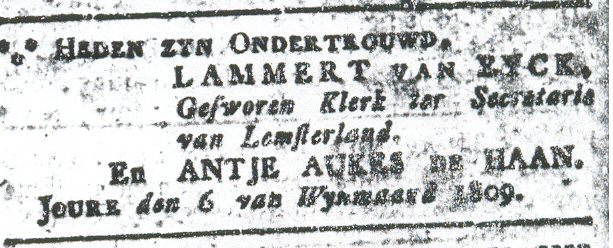 ⁂ HEDEN ZYN ONDERTROUWD.
LAMMERT VAN EYCK,
Geſworen Klerk ter Secretarie
van Lemſterland.
En ANTJE AUKES DE HAAN.
JOURE den 6 van Wynmaand 1809.